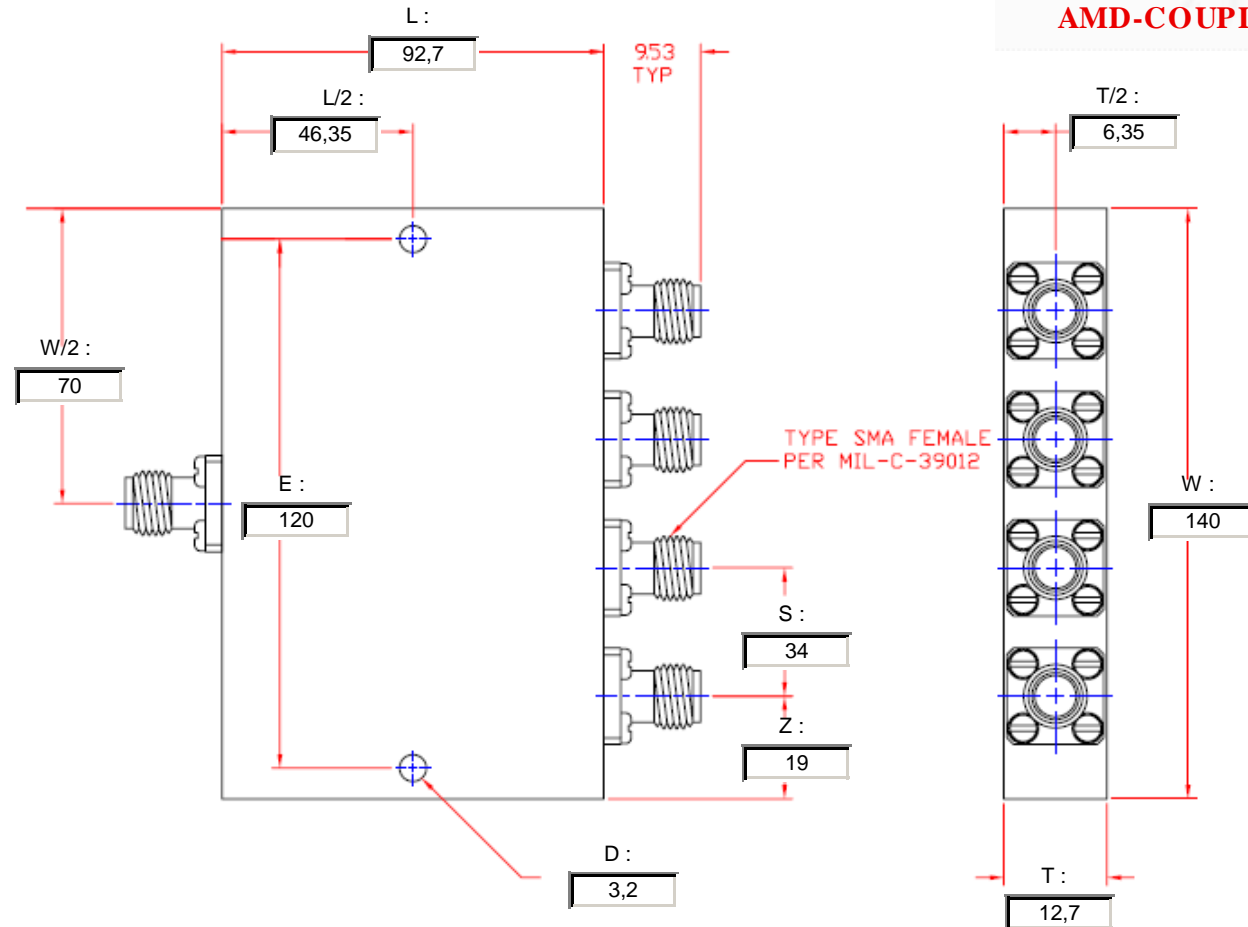 AMD-COUPL
L :
92,7
9.53
TYP
L/2 :
46,35
T/2 :
6,35
W/2 :
70
TYPE SMA FEMALE
PER MIL-C-39012
E :
120
W :
140
S :
34
Z :
19
D :
3,2
T :
12,7